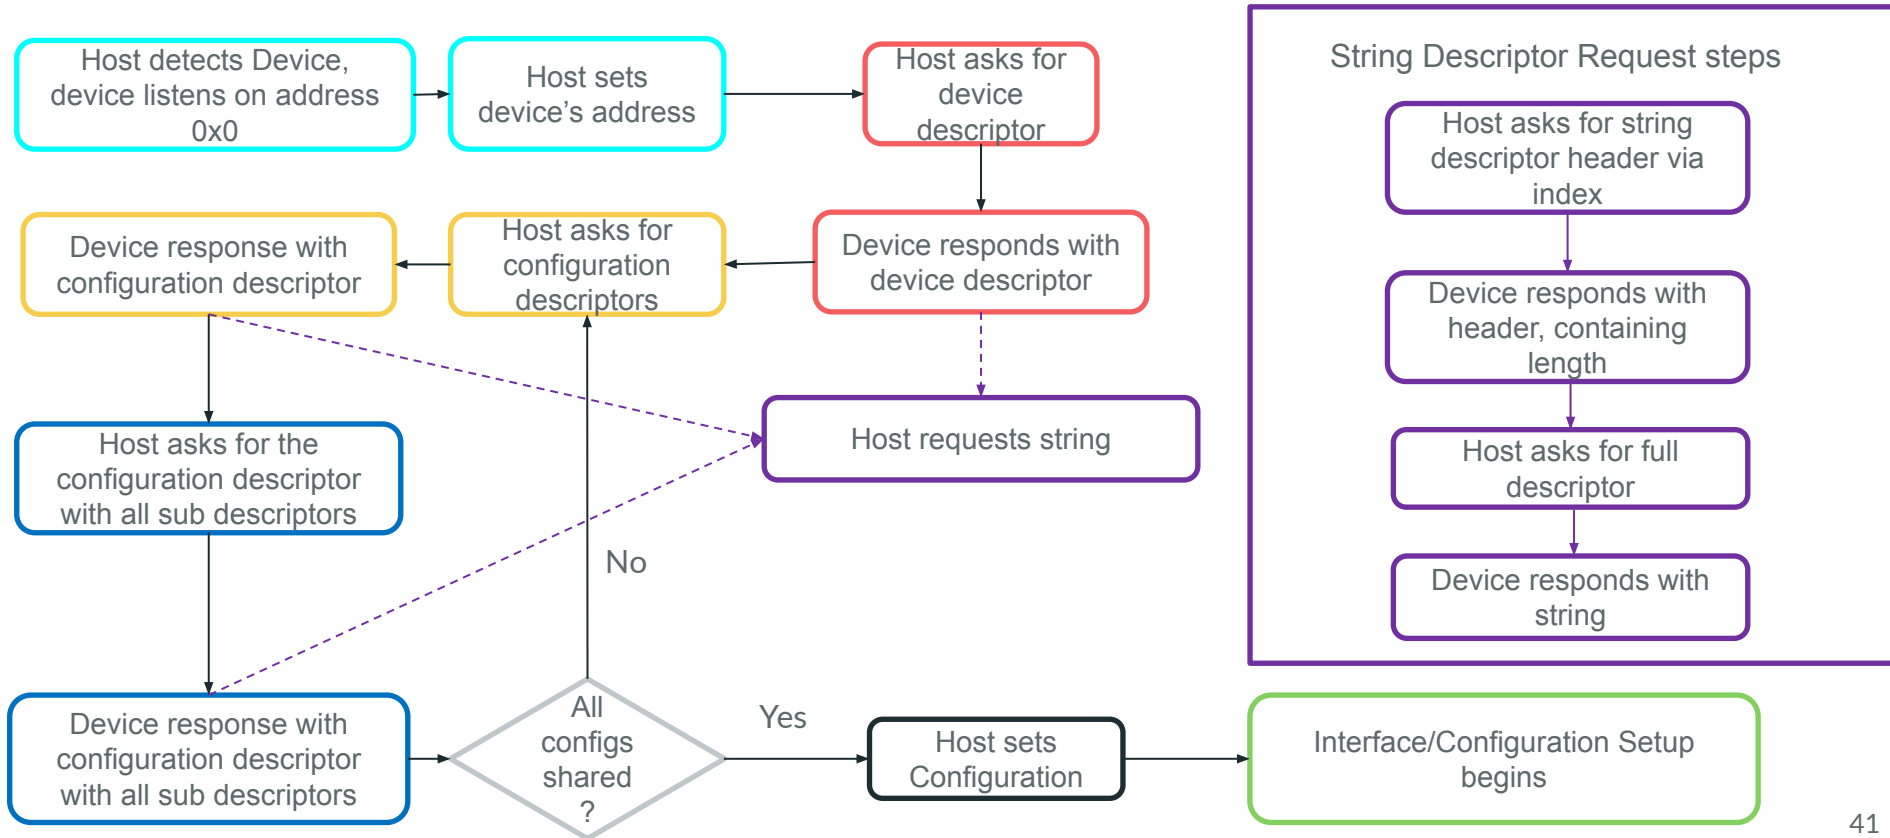 Host detects Device,
device listens on address
0x0
Host sets
device's address
Host asks for
device
descriptor
Device response with
configuration descriptor
Host asks for
configuration
descriptors
Device responds with
device descriptor
Host asks for the
configuration descriptor
with all sub descriptors
Host requests string
No
Device response with
configuration descriptor
with all sub descriptors
All
configs
shared
?
Yes
Host sets
Configuration
Interface/Configuration Setup
begins
String Descriptor Request steps
Host asks for string
descriptor header via
index
Device responds with
header, containing
length
Host asks for full
descriptor
Device responds with
string
41